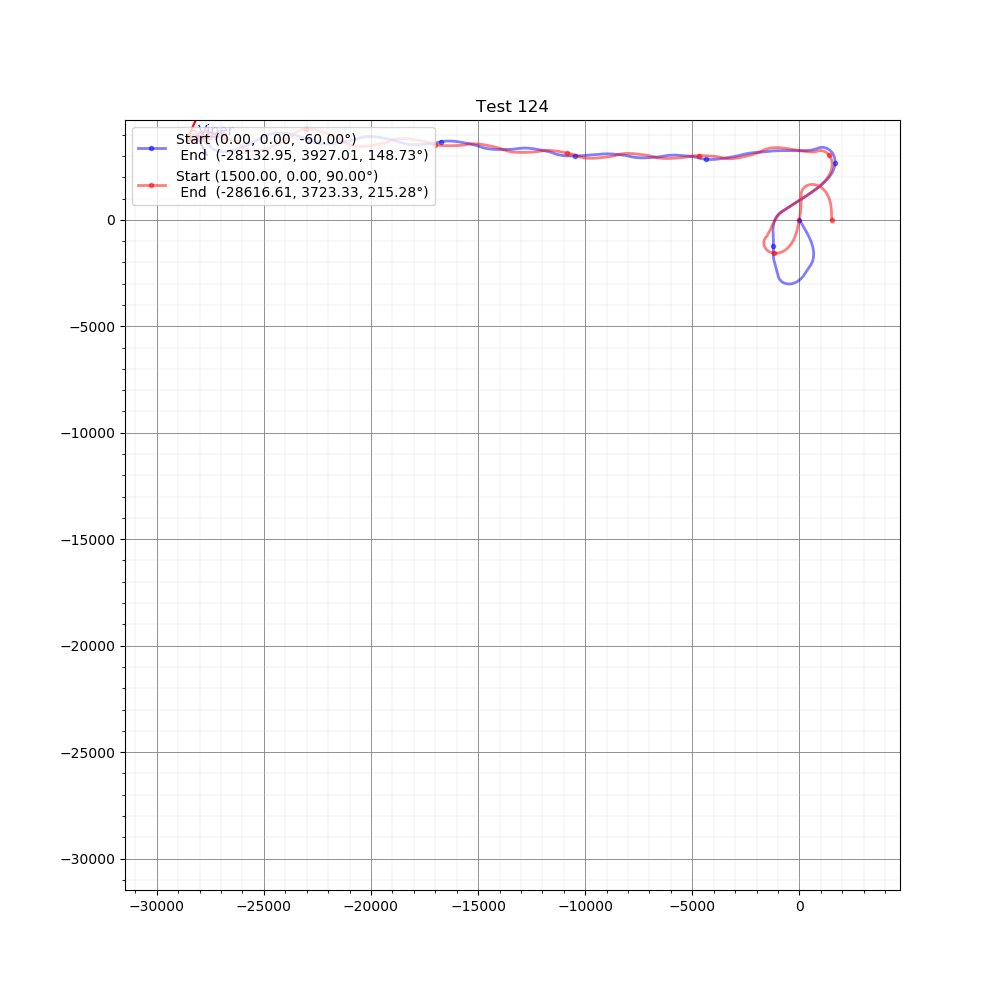 Test 124
Viper
Start (0.00, 0.00, -60.00°)
End (-28132.95, 3927.01, 148.73°)
Start (1500.00, 0.00, 90.00°)
End (-28616.61, 3723.33, 215.28°)
0
−5000
−10000
−15000
−20000
−25000
−30000
−30000 −25000 −20000 −15000 −10000 −5000 0